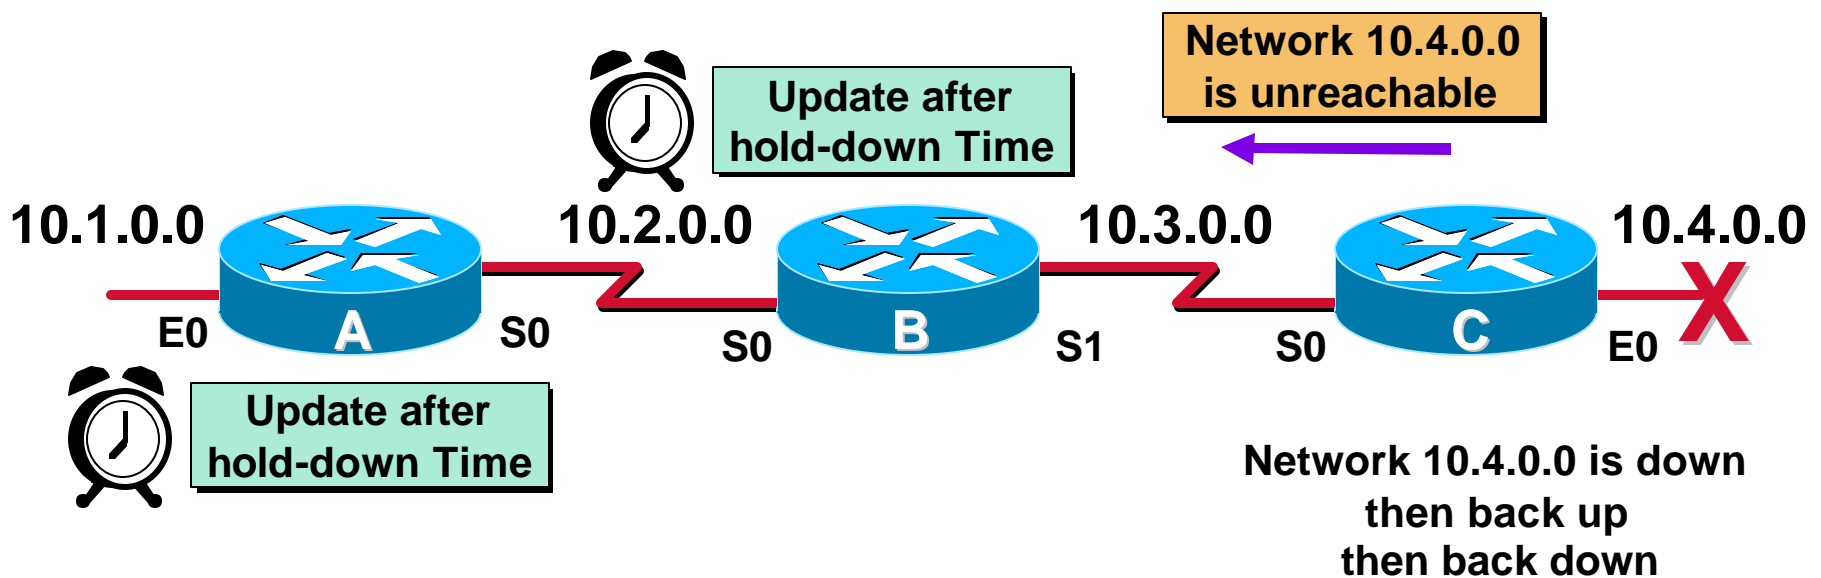 Network 10.4.0.0
is unreachable
Update after
hold-down Time
10.1.0.0
10.2.0.0
10.3.0.0
10.4.0.0
X
E0
A
S0
S0
B
S1
S0
C
E0
Update after
hold-down Time
Network 10.4.0.0 is down
then back up
then back down